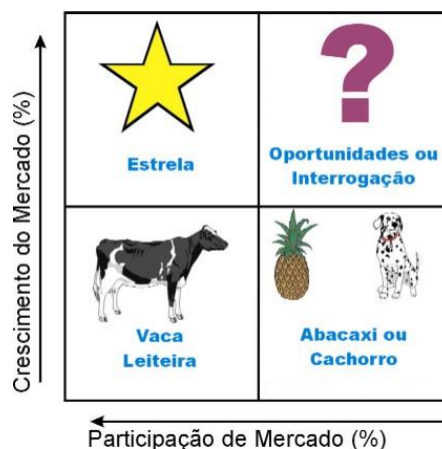 Crescimento do Mercado (%)
Estrela
?
Oportunidades ou
Interrogação
Vaca
Leiteira
Abacaxi ou
Cachorro
Participação de Mercado (%)